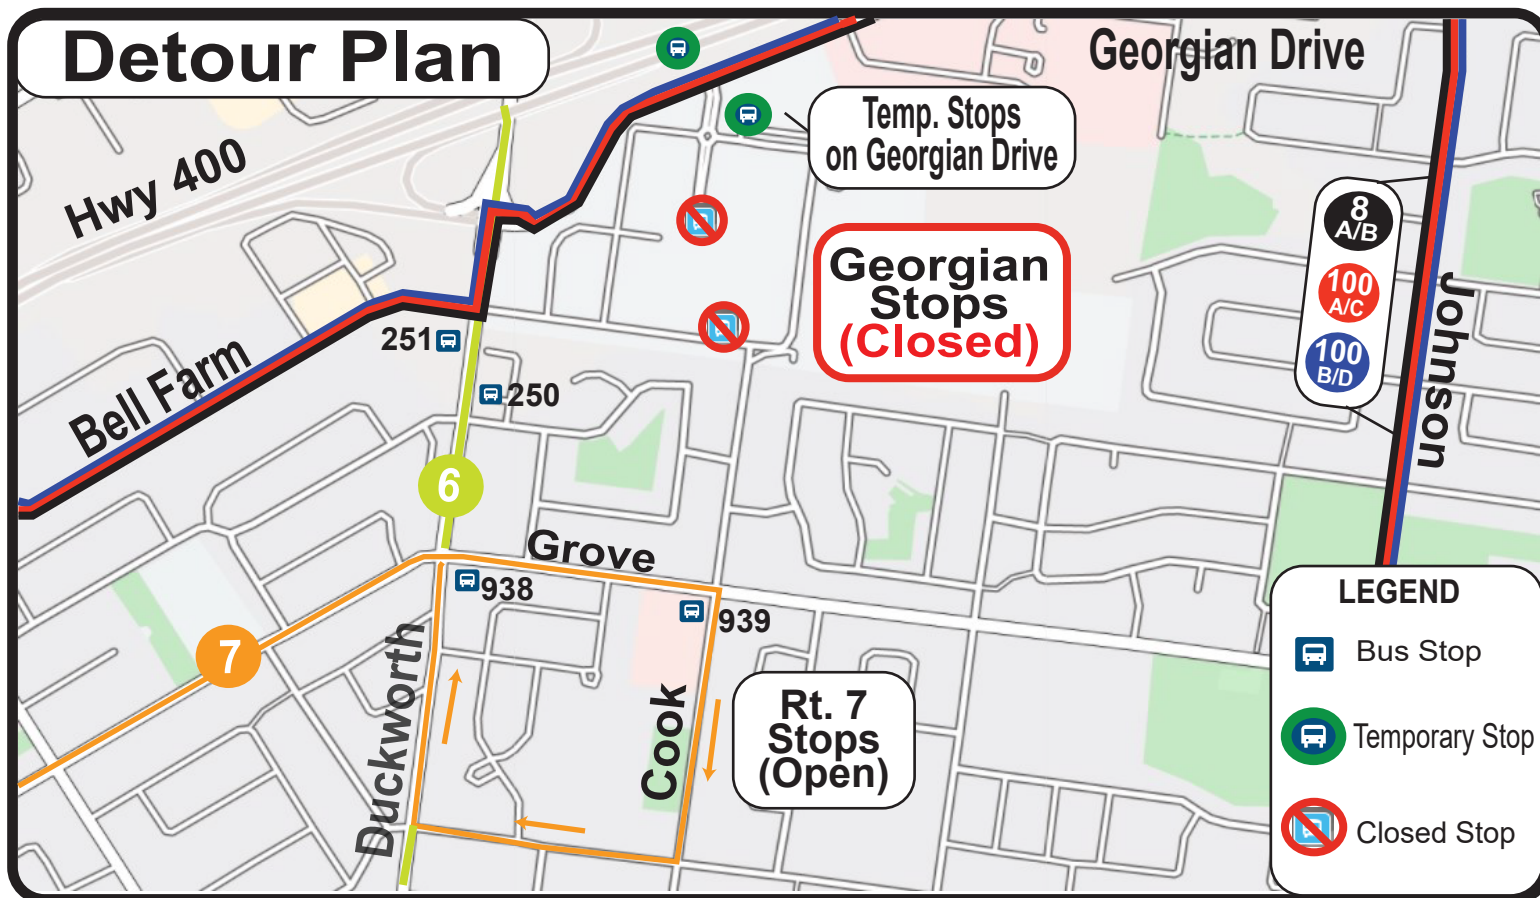 Detour Plan
Georgian Drive
Temp. Stops
on Georgian Drive
Hwy 400
8
A/B
100
A/C
100
B/D
Georgian
Stops
(Closed)
Johnson
251
250
Bell Farm
6
Grove
938
939
7
Duckworth
Cook
Rt. 7
Stops
(Open)
LEGEND
Bus Stop
Temporary Stop
Closed Stop